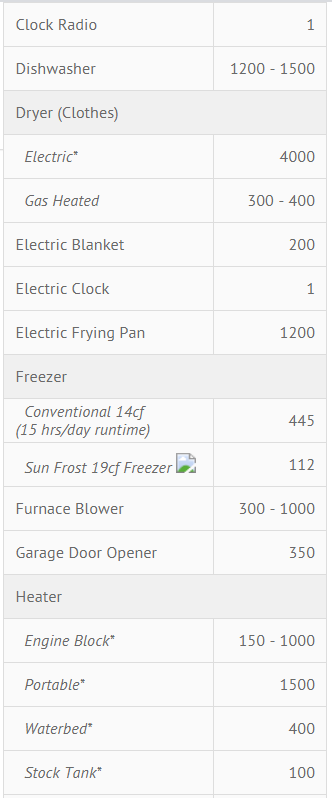 Clock Radio 1
Dishwasher 1200 - 1500
Dryer (Clothes)
Electric* 4000
Gas Heated 300 - 400
Electric Blanket 200
Electric Clock 1
Electric Frying Pan 1200
Freezer
Conventional 14cf
(15 hrs/day runtime) 445
Sun Frost 19cf Freezer 112
Furnace Blower 300 - 1000
Garage Door Opener 350
Heater
Engine Block* 150 - 1000
Portable* 1500
Waterbed* 400
Stock Tank* 100